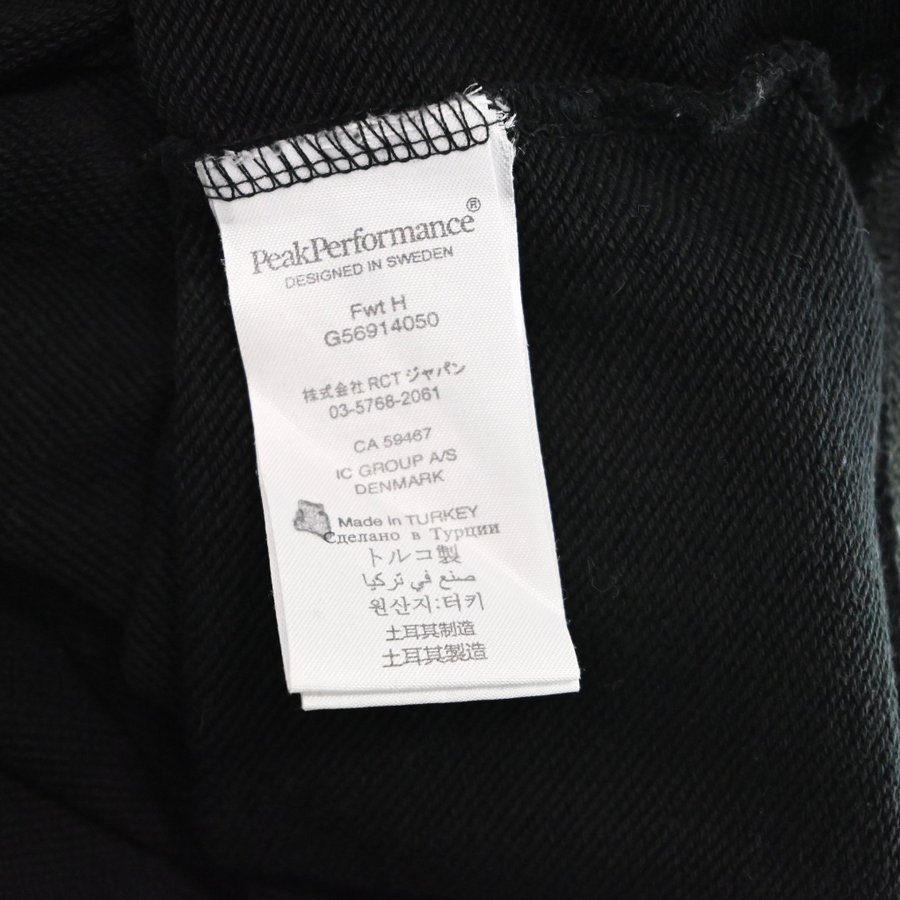 PeakPerformance®
DESIGNED IN SWEDEN
Fwt H
G56914050
株式会社 RCT ジャパン
03-5768-2061
CA 59467
IC GROUP A/S
DENMARK
Made in TURKEY
Сделано в Турции
トルコ製
صنع في تركيا
원산지:터키
土耳其制造
土耳其製造